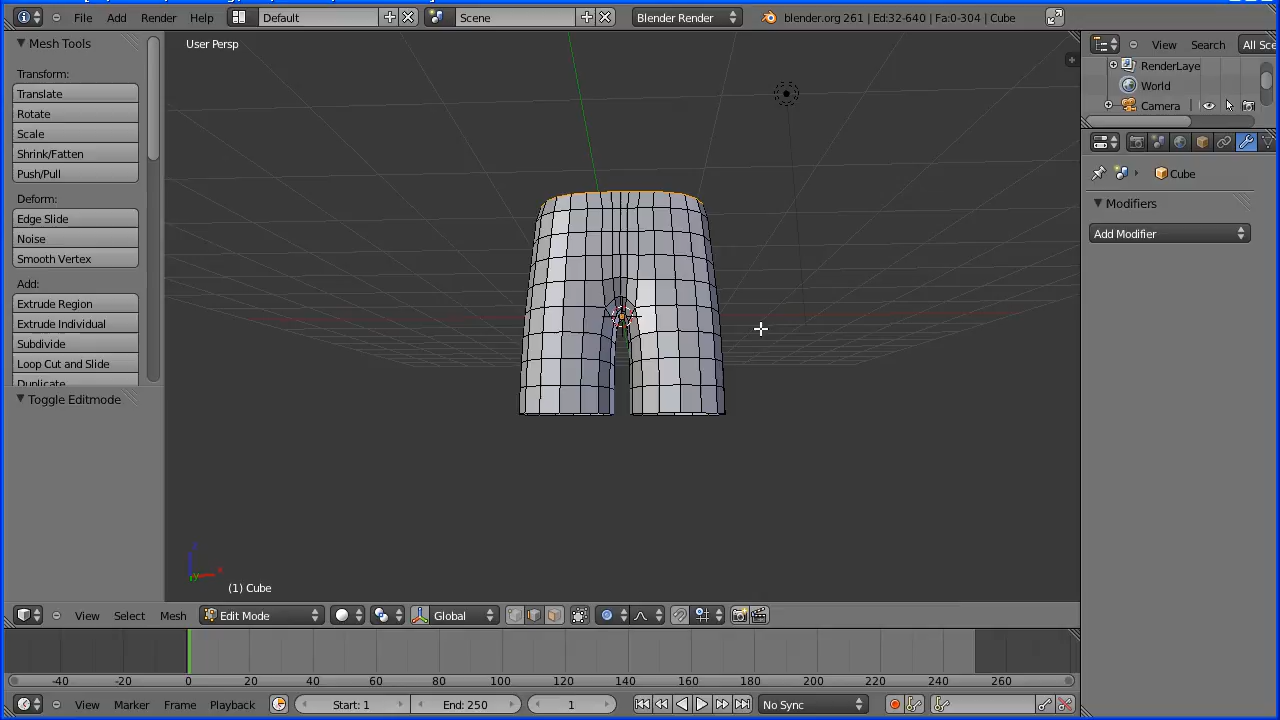 File Add Render Help Default Scene Blender Render blender.org 261 | Ed:32-640 | Fa:0-304 | Cube
Mesh Tools
Transform:
Translate
Rotate
Scale
Shrink/Fatten
Push/Pull
Deform:
Edge Slide
Noise
Smooth Vertex
Add:
Extrude Region
Extrude Individual
Subdivide
Loop Cut and Slide
Duplicate
Toggle Editmode
User Persp
z
x
y
(1) Cube
View Search All Sce
RenderLaye
World
Camera
Cube
Modifiers
Add Modifier
View Select Mesh Edit Mode Global
-40 -20 0 20 40 60 80 100 120 140 160 180 200 220 240 260
View Marker Frame Playback Start: 1 End: 250 1 No Sync